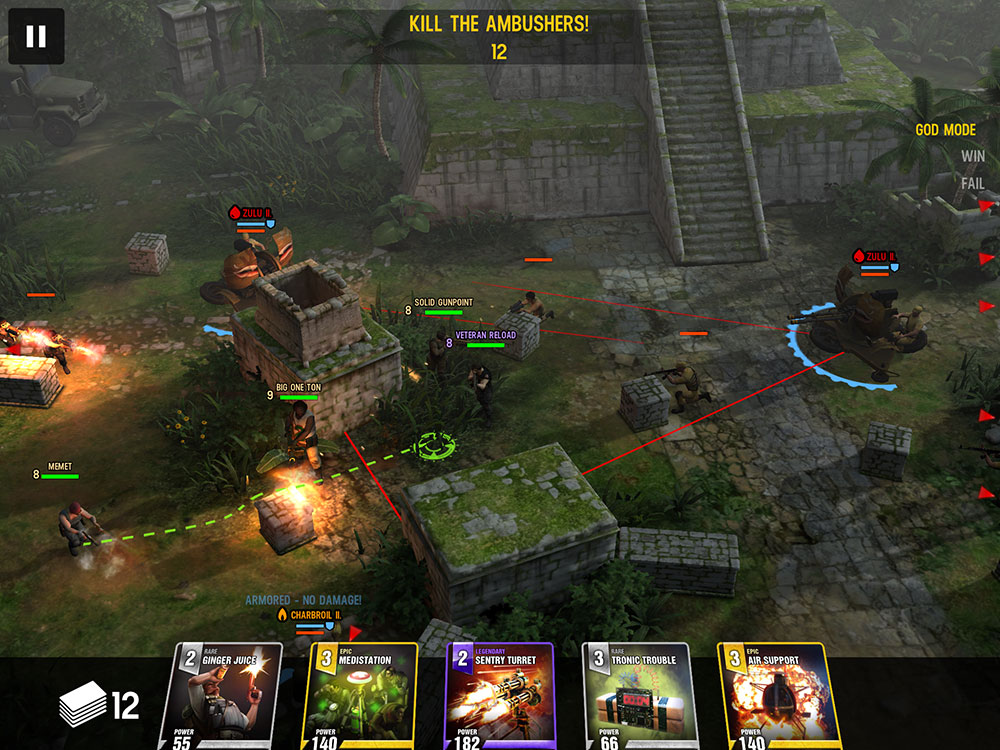 KILL THE AMBUSHERS!
12
GOD MODE
WIN
FAIL
ZULU II.
ZULU II.
8 SOLID GUNPOINT
8 VETERAN RELOAD
9 BIG ONE TON
8 MEMET
ARMORED - NO DAMAGE!
CHARBROIL II.
12
2 RARE
GINGER JUICE
POWER
55
3 EPIC
MEDISTATION
POWER
140
2 LEGENDARY
SENTRY TURRET
POWER
182
3 RARE
TRONIC TROUBLE
POWER
66
3 EPIC
AIR SUPPORT
POWER
140